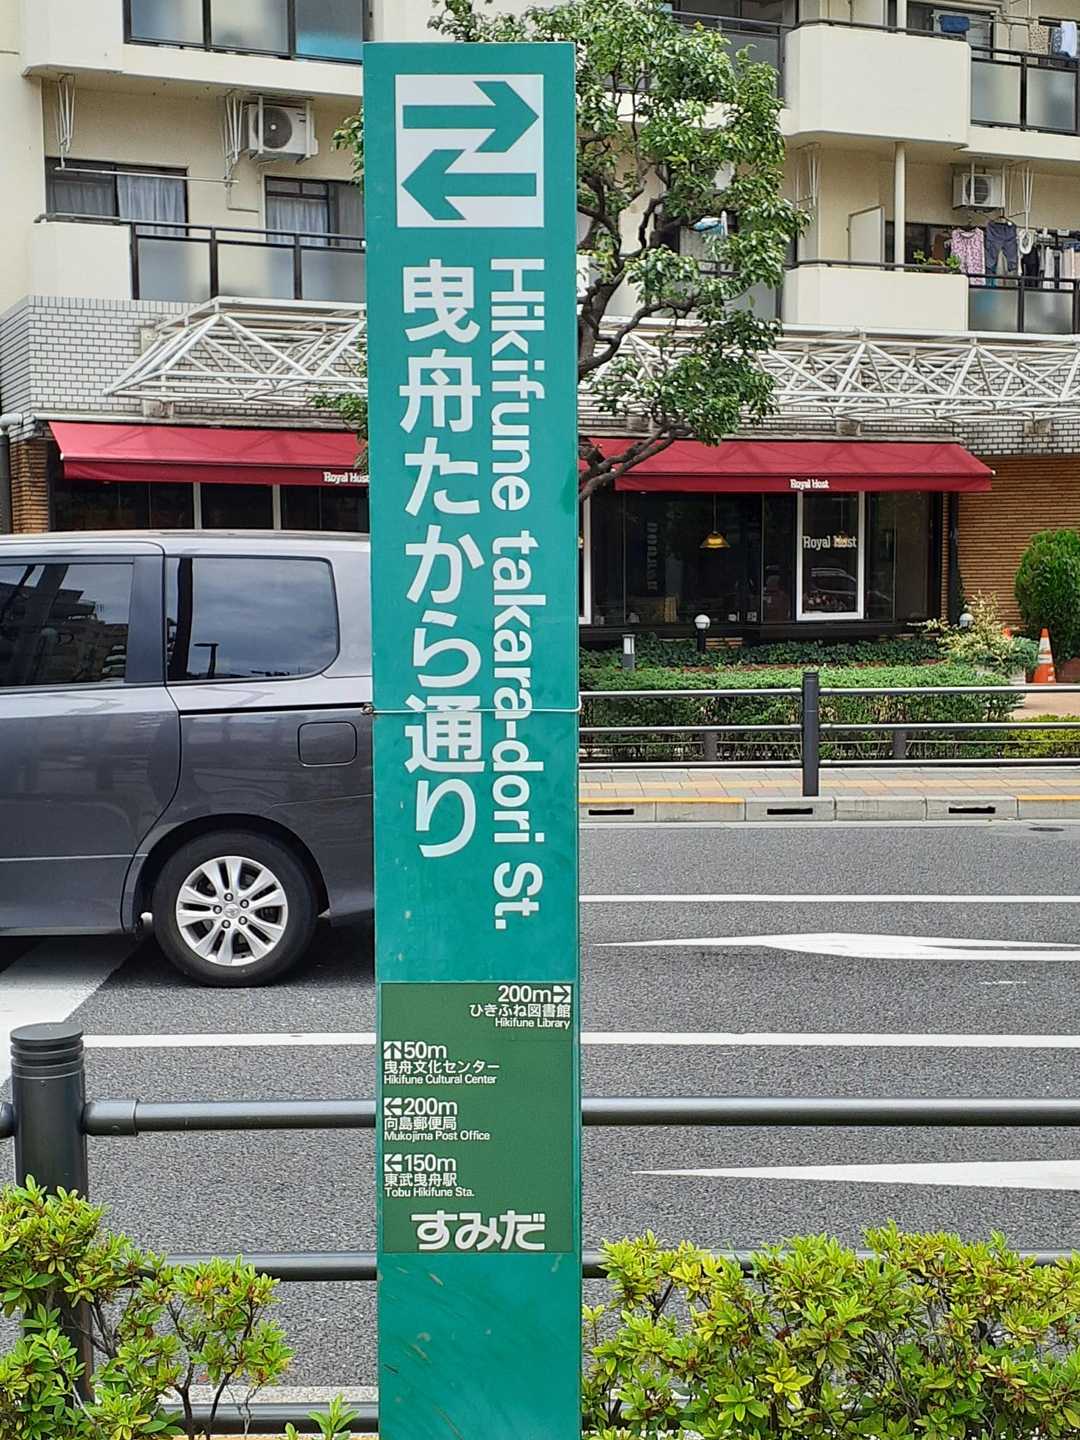 曳舟たから通り
Hikifune takara-dori St.
200m→
ひきふね図書館
Hikifune Library
↑50m
曳舟文化センター
Hikifune Cultural Center
←200m
向島郵便局
Mukojima Post Office
←150m
東武曳舟駅
Tobu Hikifune Sta.
すみだ
Royal Host
Royal Host
Royal Host